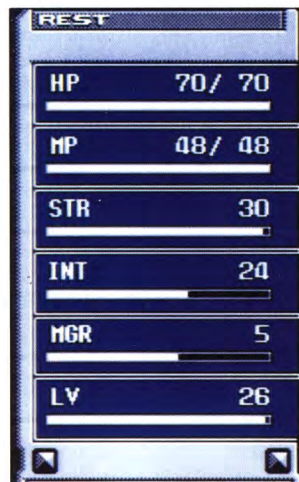 REST
HP 70/ 70
MP 48/ 48
STR 30
INT 24
MGR 5
LV 26